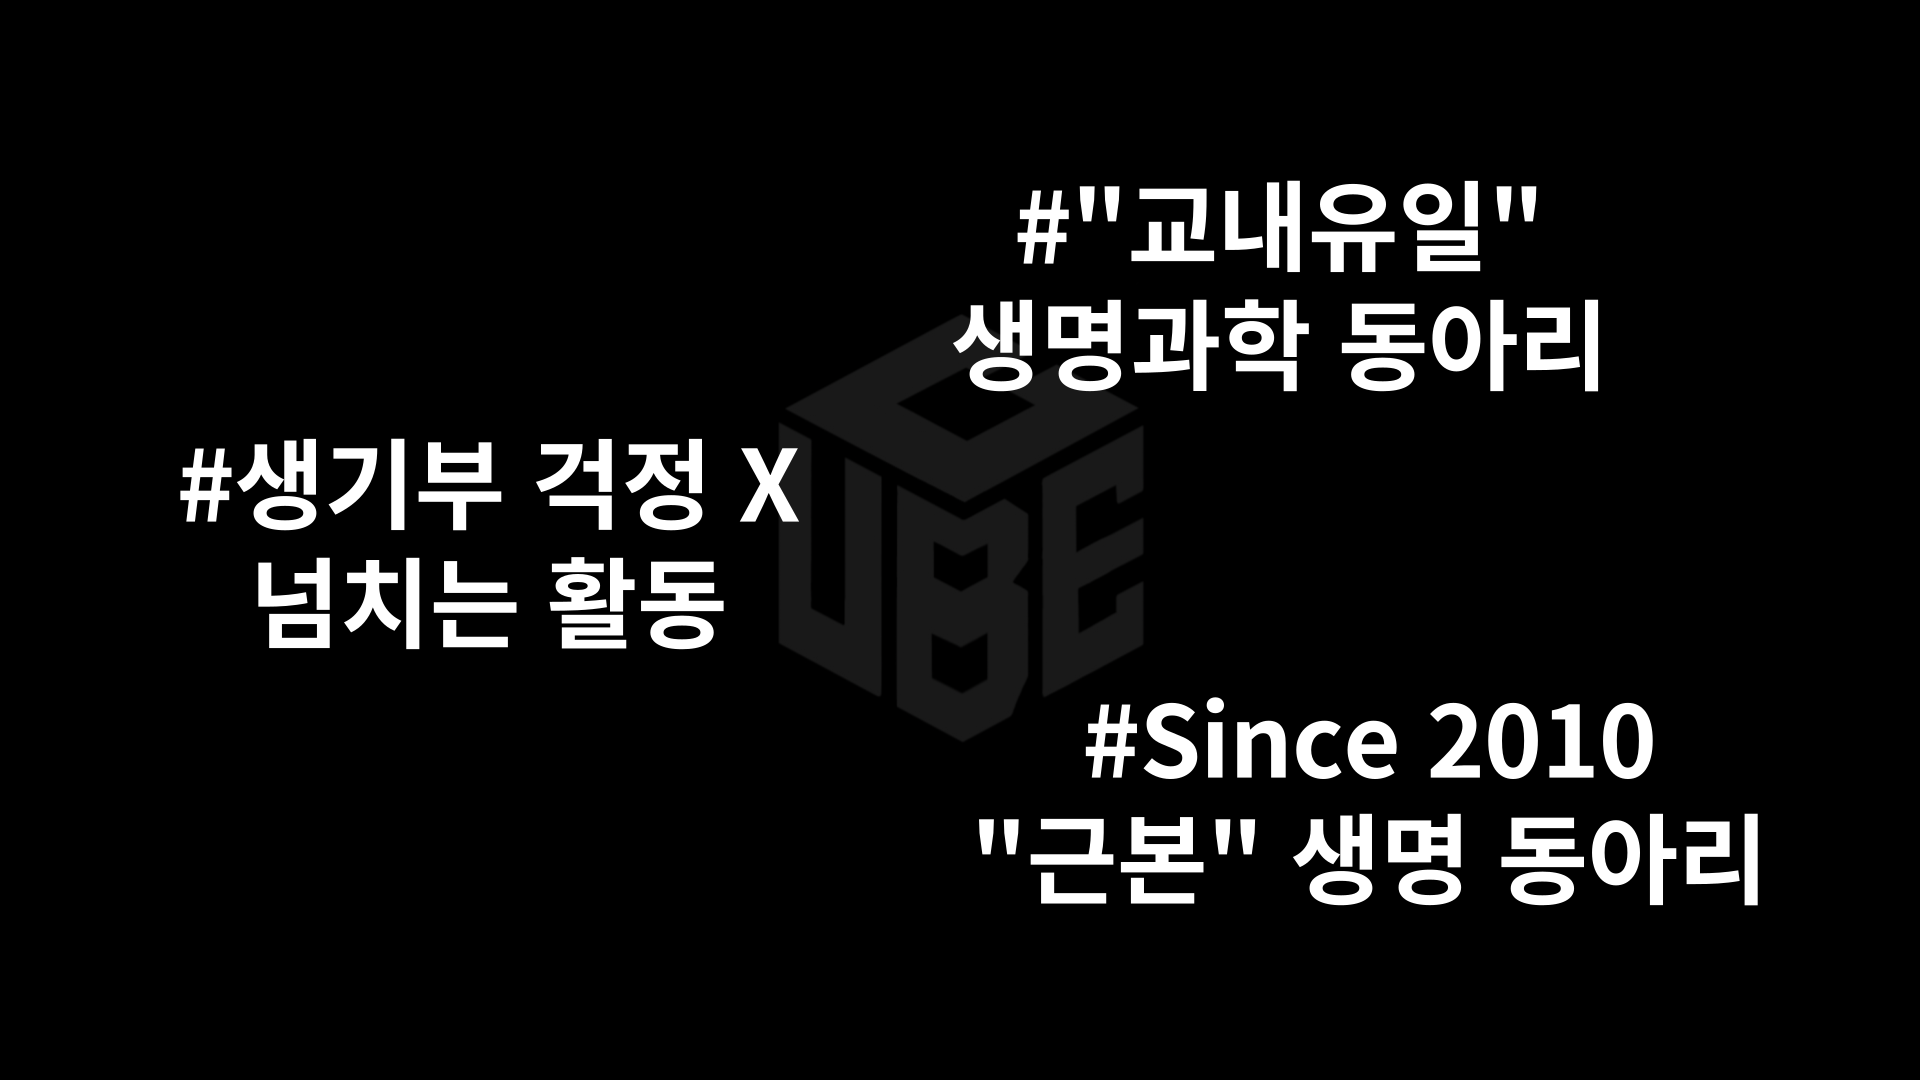 #"교내유일"
생명과학 동아리
#생기부 걱정 X
넘치는 활동
CUBE
#Since 2010
"근본" 생명 동아리